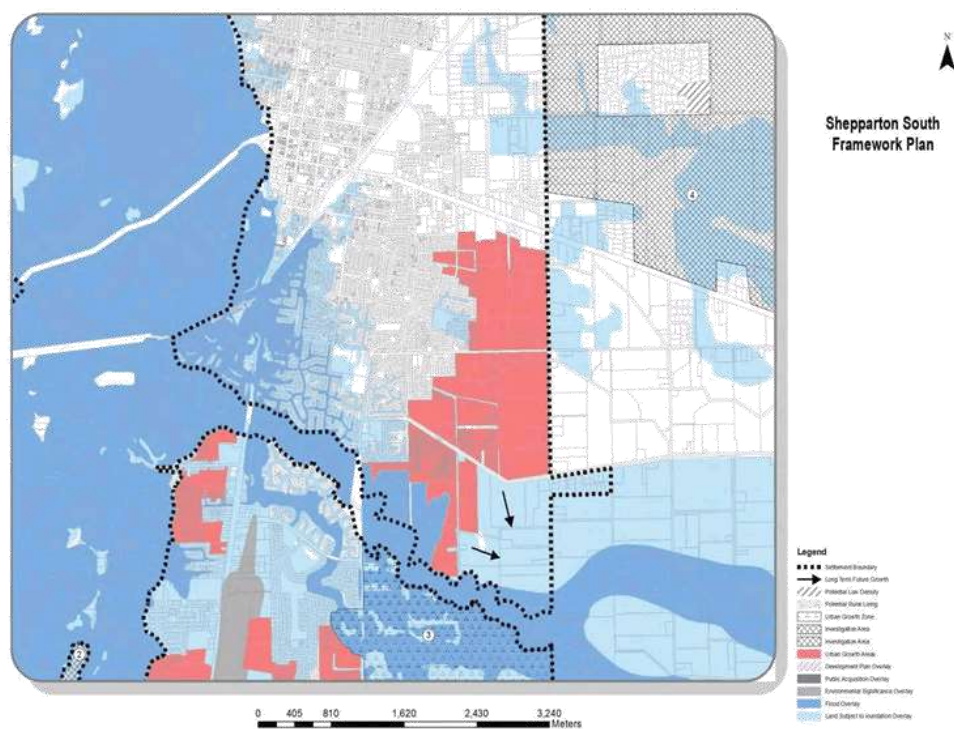 N
Shepparton South
Framework Plan
4
3
2
Legend
Settlement Boundary
Long Term Future Growth
Potential Low Density
Potential Rural Living
Urban Growth Zone
Investigation Area
Investigation Area
Urban Growth Areas
Development Plan Overlay
Public Acquisition Overlay
Environmental Significance Overlay
Flood Overlay
Land Subject to Inundation Overlay
0 405 810 1,620 2,430 3,240
Meters